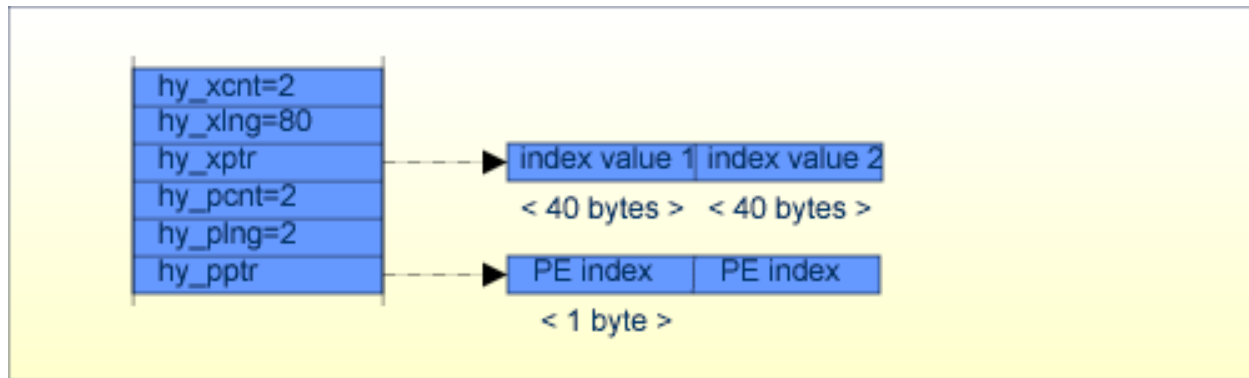 hy_xcnt=2
hy_xlng=80
hy_xptr
index value 1 index value 2
hy_pcnt=2
< 40 bytes > < 40 bytes >
hy_plng=2
hy_pptr
PE index PE index
< 1 byte >